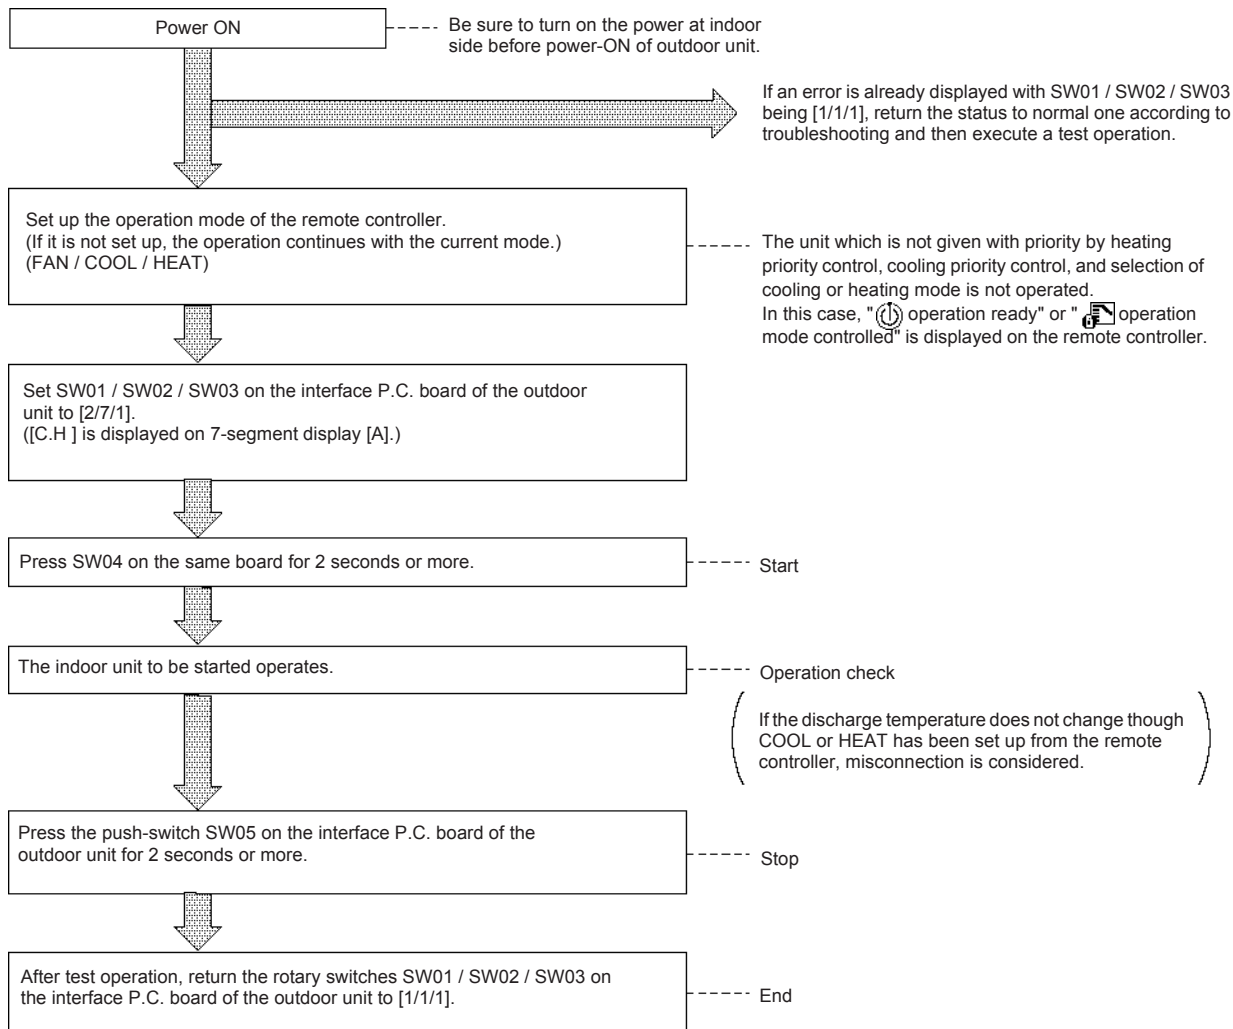 Power ON
Be sure to turn on the power at indoor
side before power-ON of outdoor unit.
If an error is already displayed with SW01 / SW02 / SW03
being [1/1/1], return the status to normal one according to
troubleshooting and then execute a test operation.
Set up the operation mode of the remote controller.
(If it is not set up, the operation continues with the current mode.)
(FAN / COOL / HEAT)
The unit which is not given with priority by heating
priority control, cooling priority control, and selection of
cooling or heating mode is not operated.
In this case, " operation ready" or " operation
mode controlled" is displayed on the remote controller.
Set SW01 / SW02 / SW03 on the interface P.C. board of the outdoor
unit to [2/7/1].
([C.H ] is displayed on 7-segment display [A].)
Press SW04 on the same board for 2 seconds or more.
Start
The indoor unit to be started operates.
Operation check
If the discharge temperature does not change though
COOL or HEAT has been set up from the remote
controller, misconnection is considered.
Press the push-switch SW05 on the interface P.C. board of the
outdoor unit for 2 seconds or more.
Stop
After test operation, return the rotary switches SW01 / SW02 / SW03 on
the interface P.C. board of the outdoor unit to [1/1/1].
End